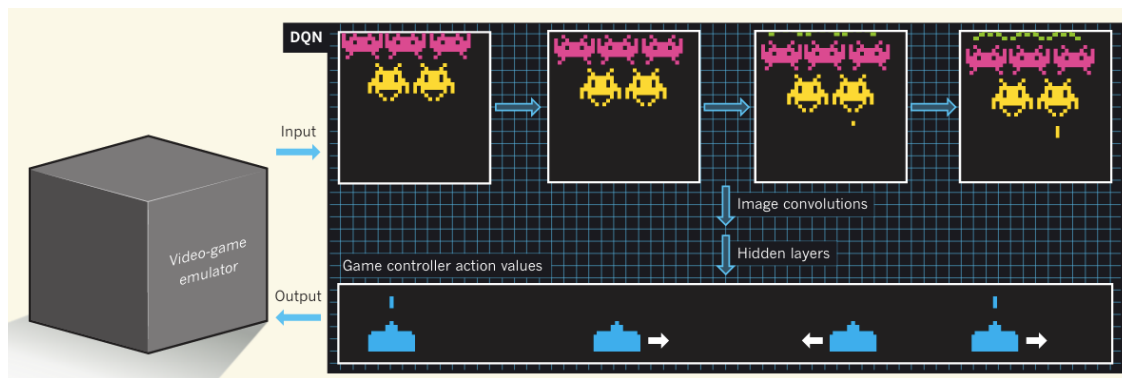 DQN
Input
Image convolutions
Video-game
emulator
Hidden layers
Game controller action values
Output